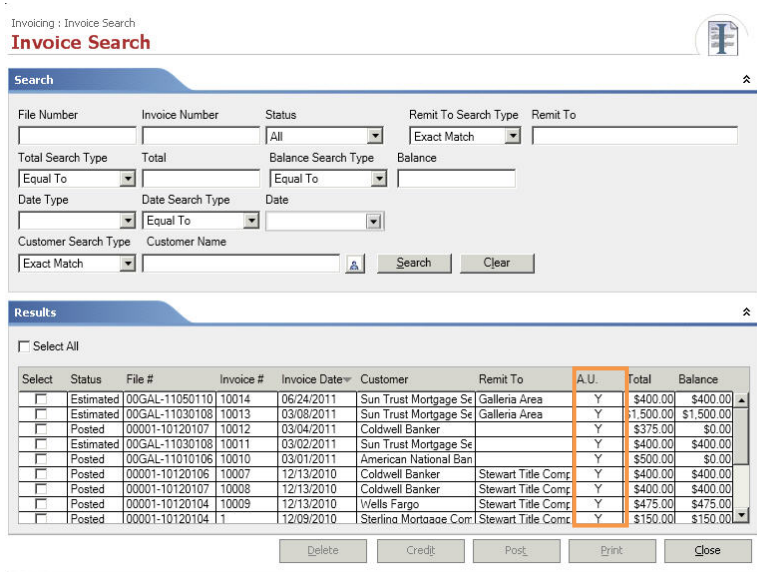 Invoicing : Invoice Search
Invoice Search
Search
File Number Invoice Number Status Remit To Search Type Remit To
All Exact Match
Total Search Type Total Balance Search Type Balance
Equal To Equal To
Date Type Date Search Type Date
Equal To
Customer Search Type Customer Name
Exact Match Search Clear
Results
Select All
Select Status File # Invoice # Invoice Date Customer Remit To A.U. Total Balance
Estimated 00GAL-11050110 10014 06/24/2011 Sun Trust Mortgage Se Galleria Area Y $400.00 $400.00
Estimated 00GAL-11030108 10013 03/08/2011 Sun Trust Mortgage Se Galleria Area Y $1,500.00 $1,500.00
Posted 00001-10120107 10012 03/04/2011 Coldwell Banker Y $375.00 $0.00
Estimated 00GAL-11030108 10011 03/02/2011 Sun Trust Mortgage Se Y $400.00 $400.00
Posted 00GAL-11010106 10010 03/01/2011 American National Ban Y $500.00 $0.00
Posted 00001-10120106 10007 12/13/2010 Coldwell Banker Stewart Title Comp Y $400.00 $400.00
Posted 00001-10120107 10008 12/13/2010 Coldwell Banker Stewart Title Comp Y $400.00 $400.00
Posted 00001-10120104 10009 12/13/2010 Wells Fargo Stewart Title Comp Y $475.00 $475.00
Posted 00001-10120104 1 12/09/2010 Sterling Mortgage Com Stewart Title Comp Y $150.00 $150.00
Delete Credit Post Print Close